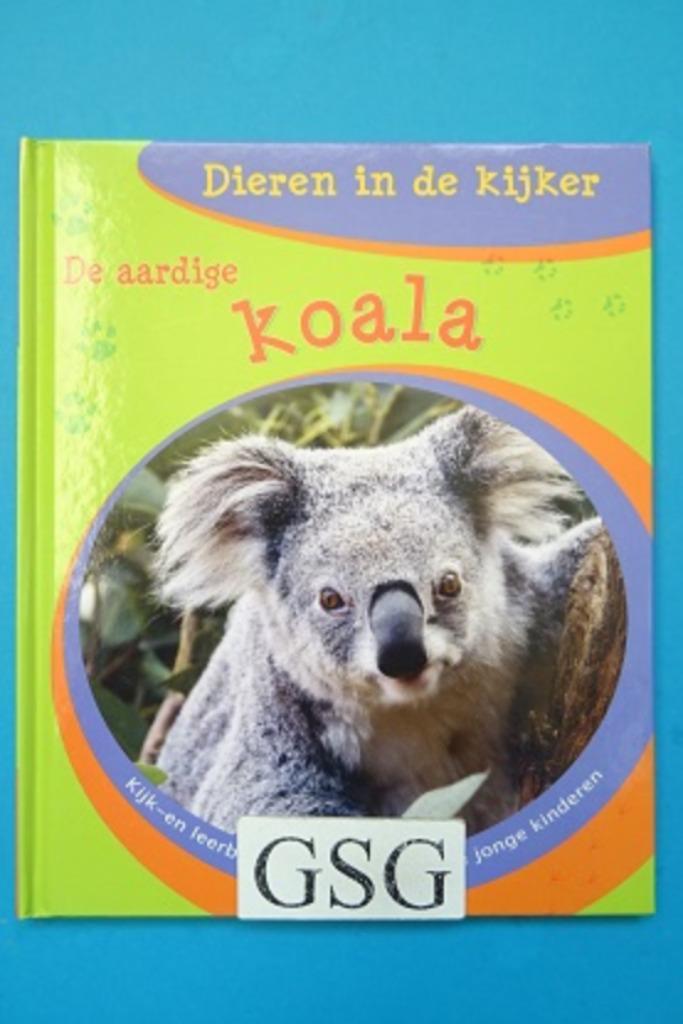 Dieren in de kijker
De aardige
koala
Kijk-en leerb
jonge kinderen
GSG